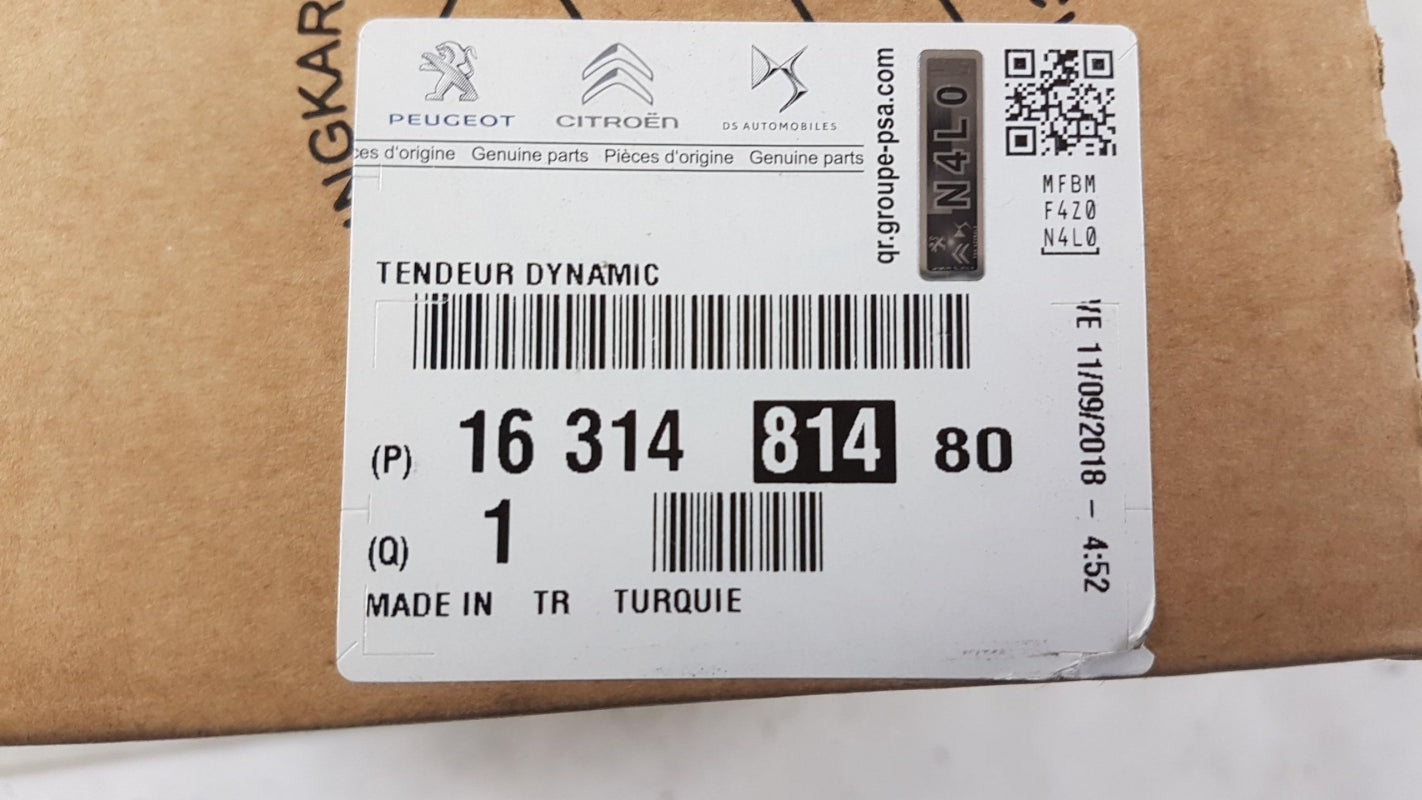 INGKAR
PEUGEOT
CITROËN
DS AUTOMOBILES
ces d'origine Genuine parts Pièces d'origine Genuine parts
qr.groupe-psa.com
N4L0
MFBM
F4Z0
N4L0
TENDEUR DYNAMIC
VE 11/09/2018 - 4:52
(P) 16 314 814 80
(Q) 1
MADE IN TR TURQUIE